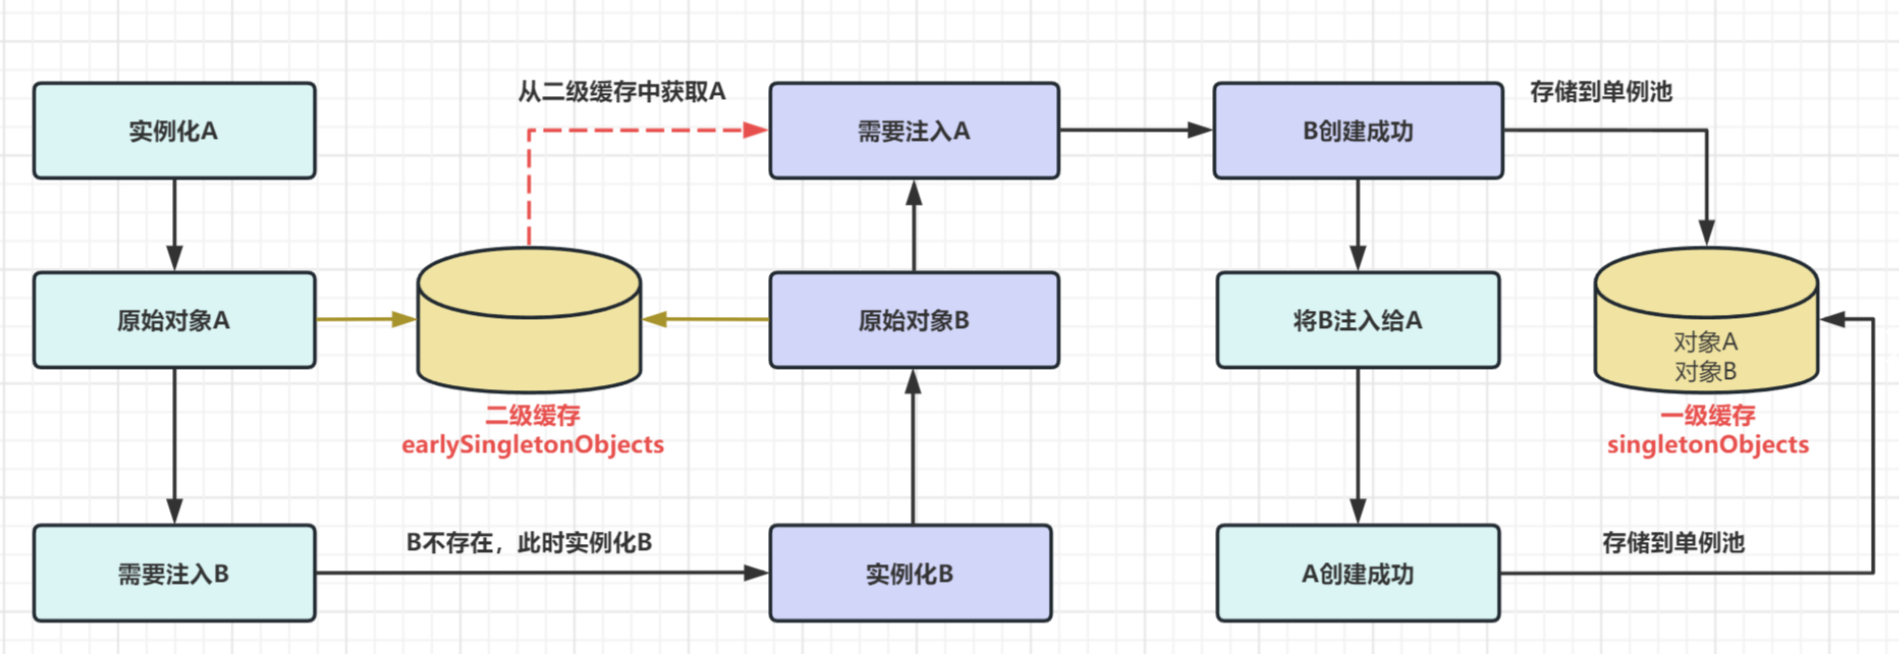 实例化A
从二级缓存中获取A
需要注入A
B创建成功
存储到单例池
原始对象A
原始对象B
将B注入给A
对象A
对象B
二级缓存
earlySingletonObjects
一级缓存
singletonObjects
需要注入B
B不存在，此时实例化B
实例化B
A创建成功
存储到单例池